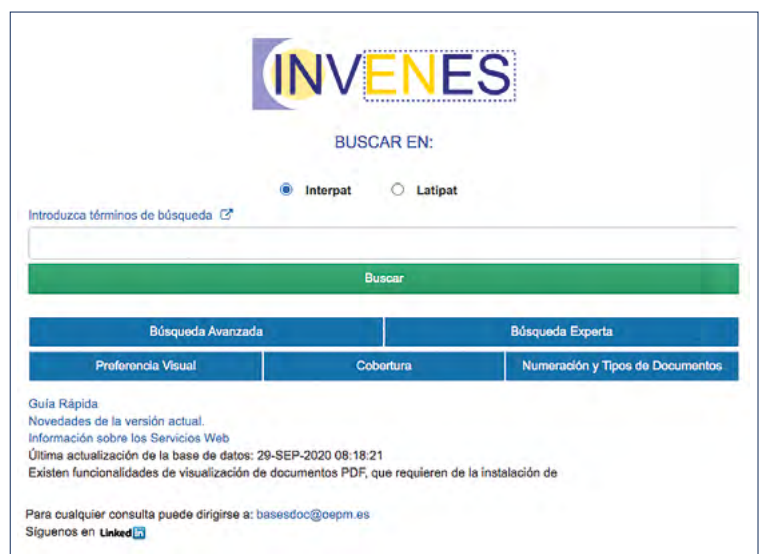 INVENES
BUSCAR EN:
Interpat Latipat
Introduzca términos de búsqueda
Buscar
Búsqueda Avanzada Búsqueda Experta
Preferencia Visual Cobertura Numeración y Tipos de Documentos
Guía Rápida
Novedades de la versión actual.
Información sobre los Servicios Web
Última actualización de la base de datos: 29-SEP-2020 08:18:21
Existen funcionalidades de visualización de documentos PDF, que requieren de la instalación de
Para cualquier consulta puede dirigirse a: basesdoc@oepm.es
Síguenos en Linked in